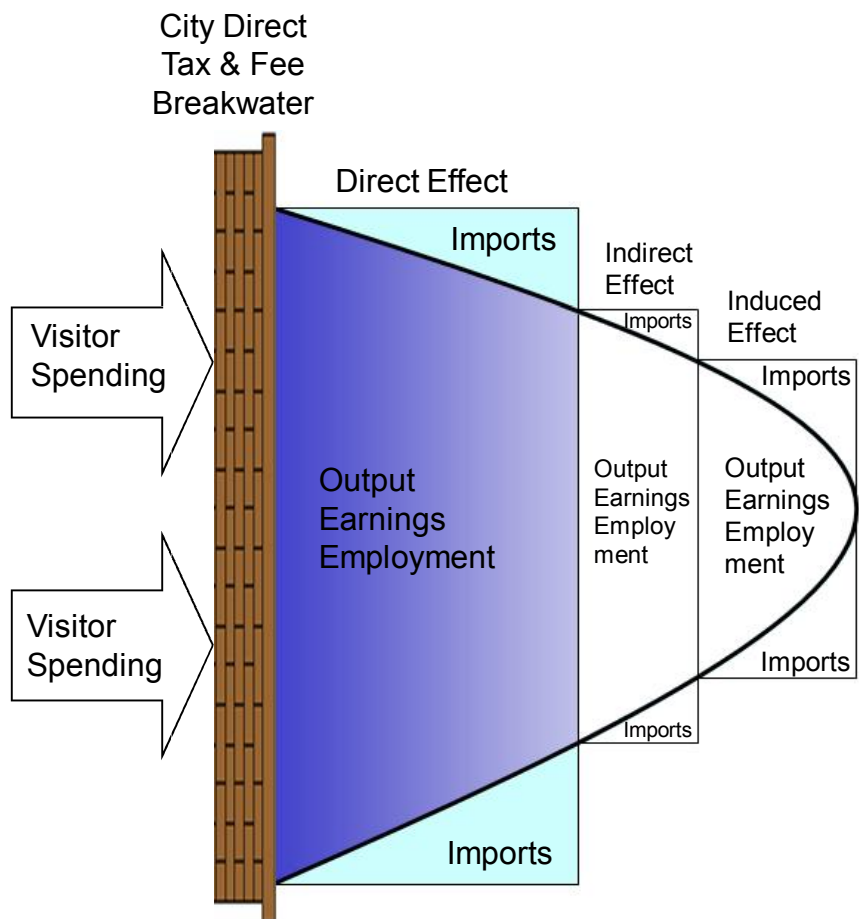 City Direct
Tax & Fee
Breakwater
Direct Effect
Imports
Indirect
Effect
Imports
Induced
Effect
Imports
Visitor
Spending
Output
Earnings
Employment
Output
Earnings
Employ
ment
Output
Earnings
Employ
ment
Visitor
Spending
Imports
Imports
Imports